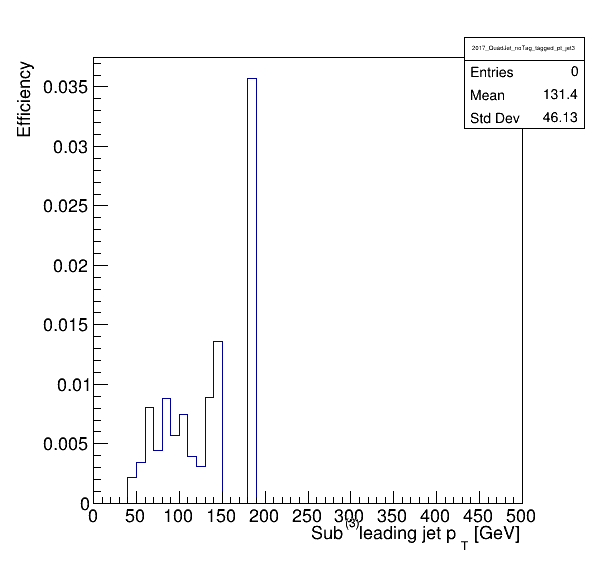 2017_QuadJet_noTag_tagged_pt_jet3
Entries 0
Mean 131.4
Std Dev 46.13
Efficiency
0.035
0.03
0.025
0.02
0.015
0.01
0.005
0
0 50 100 150 200 250 300 350 400 450 500
Sub(3)leading jet p T [GeV]